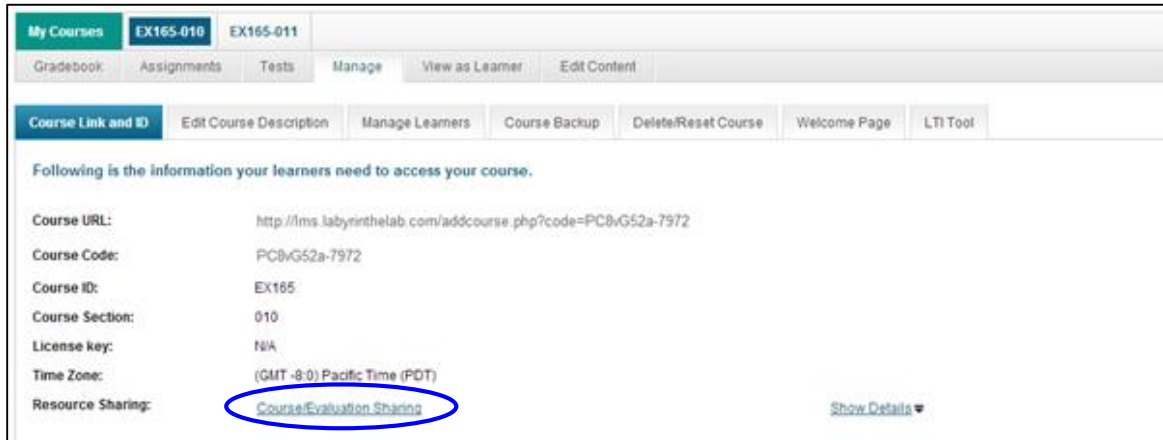 My Courses EX165-010 EX165-011
Gradebook Assignments Tests Manage View as Learner Edit Content
Course Link and ID Edit Course Description Manage Learners Course Backup Delete/Reset Course Welcome Page LTI Tool
Following is the information your learners need to access your course.
Course URL: http://lms.labyrinthelab.com/addcourse.php?code=PC8vG52a-7972
Course Code: PC8vG52a-7972
Course ID: EX165
Course Section: 010
License key: N/A
Time Zone: (GMT -8:0) Pacific Time (PDT)
Resource Sharing: Course/Evaluation Sharing Show Details